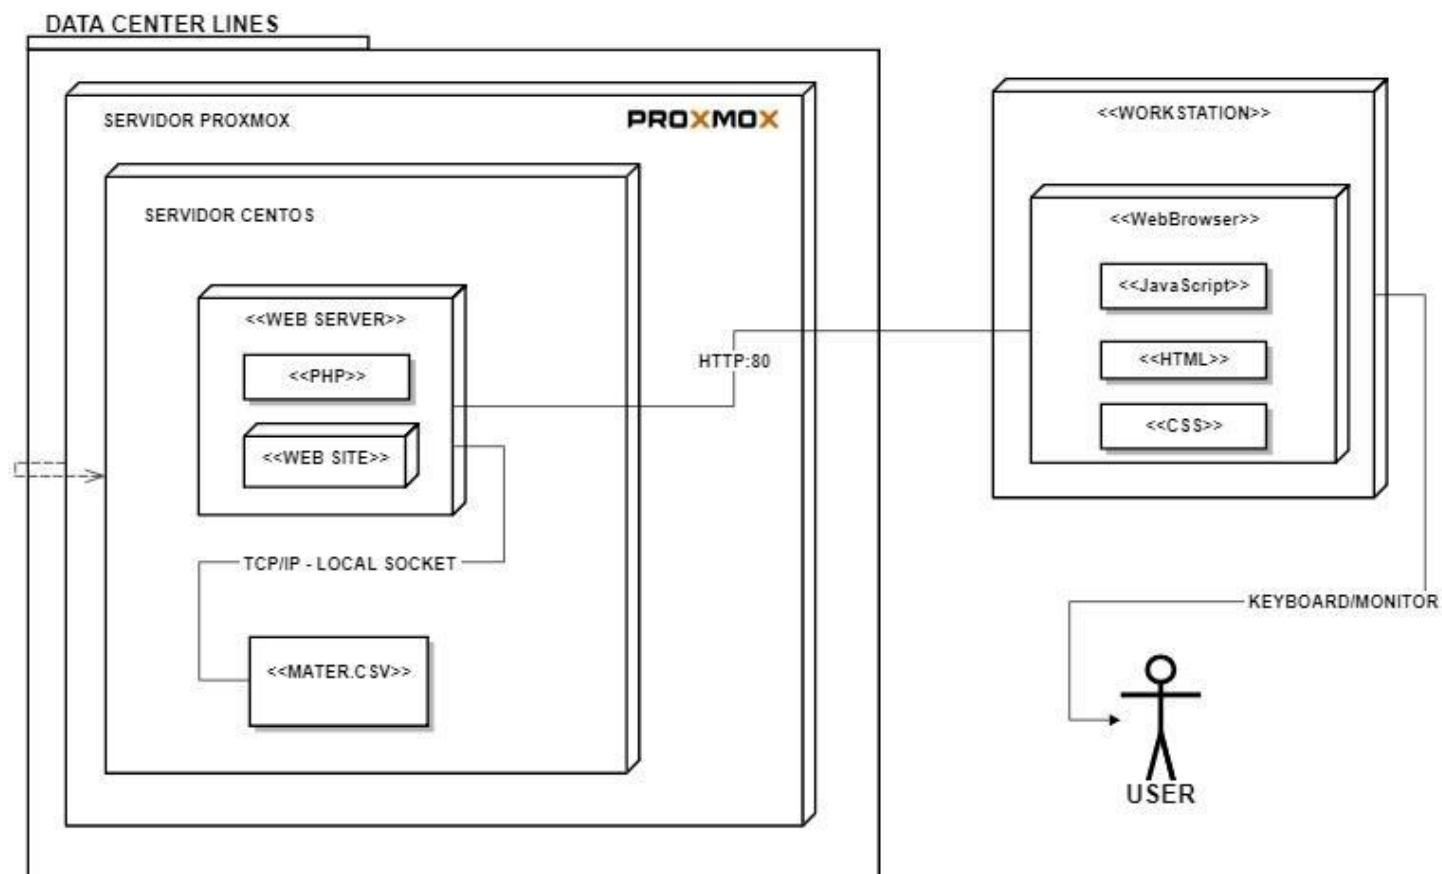 DATA CENTER LINES
SERVIDOR PROXMOX
PROXMOX
SERVIDOR CENTOS
<<WEB SERVER>>
<<PHP>>
<<WEB SITE>>
TCP/IP - LOCAL SOCKET
<<MATER.CSV>>
HTTP:80
<<WORKSTATION>>
<<WebBrowser>>
<<JavaScript>>
<<HTML>>
<<CSS>>
KEYBOARD/MONITOR
USER